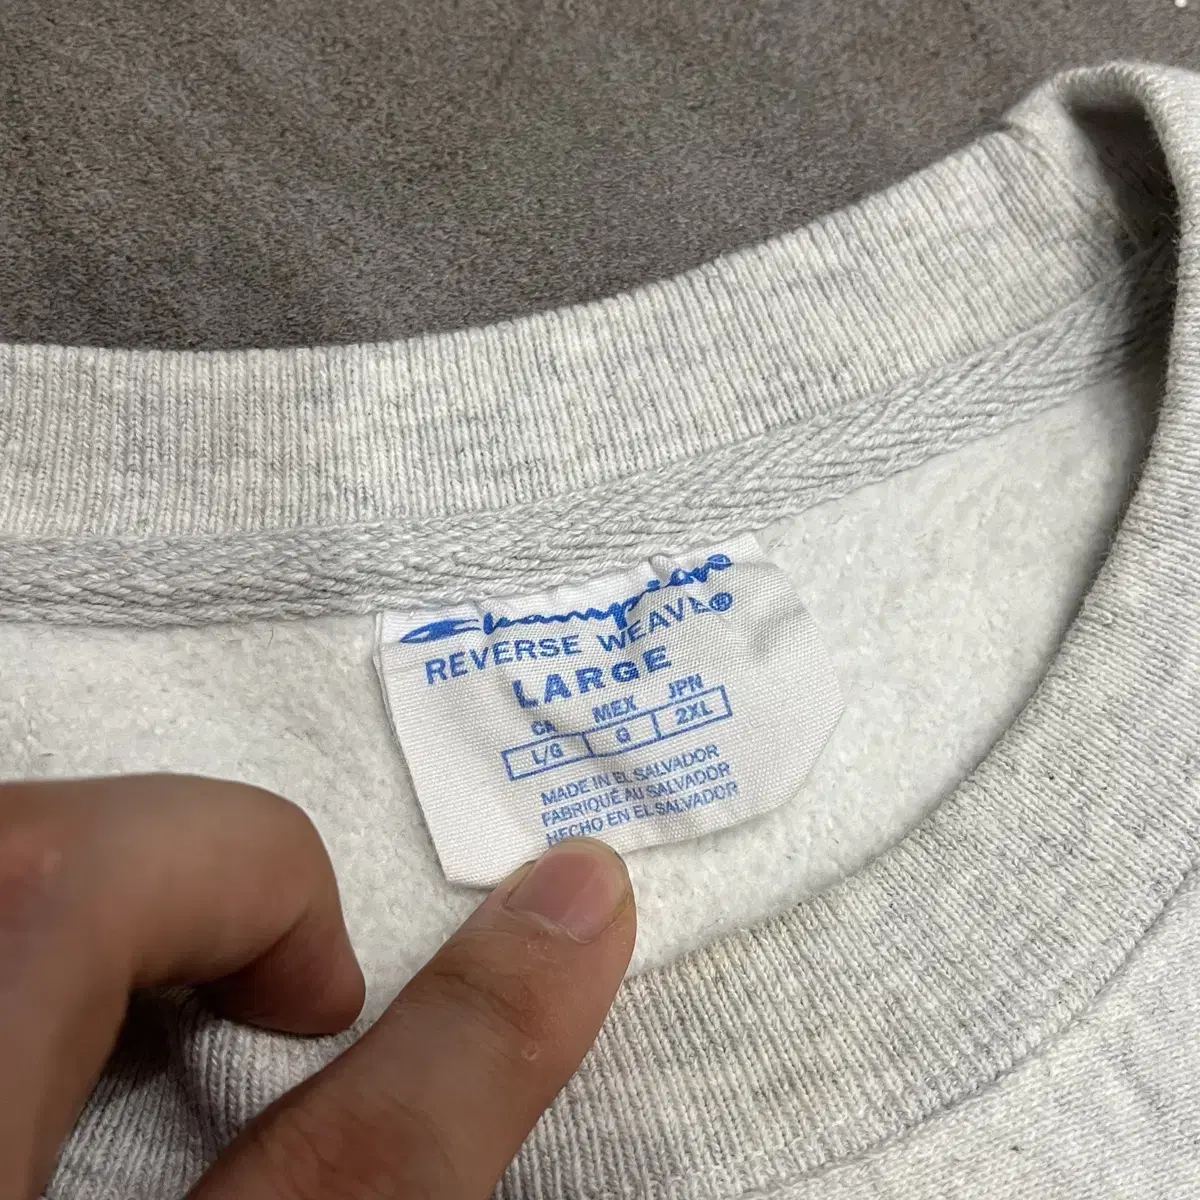 Champion®
REVERSE WEAVE®
LARGE
CA MEX JPN
L/G G 2XL
MADE IN EL SALVADOR
FABRIQUÉ AU SALVADOR
HECHO EN EL SALVADOR